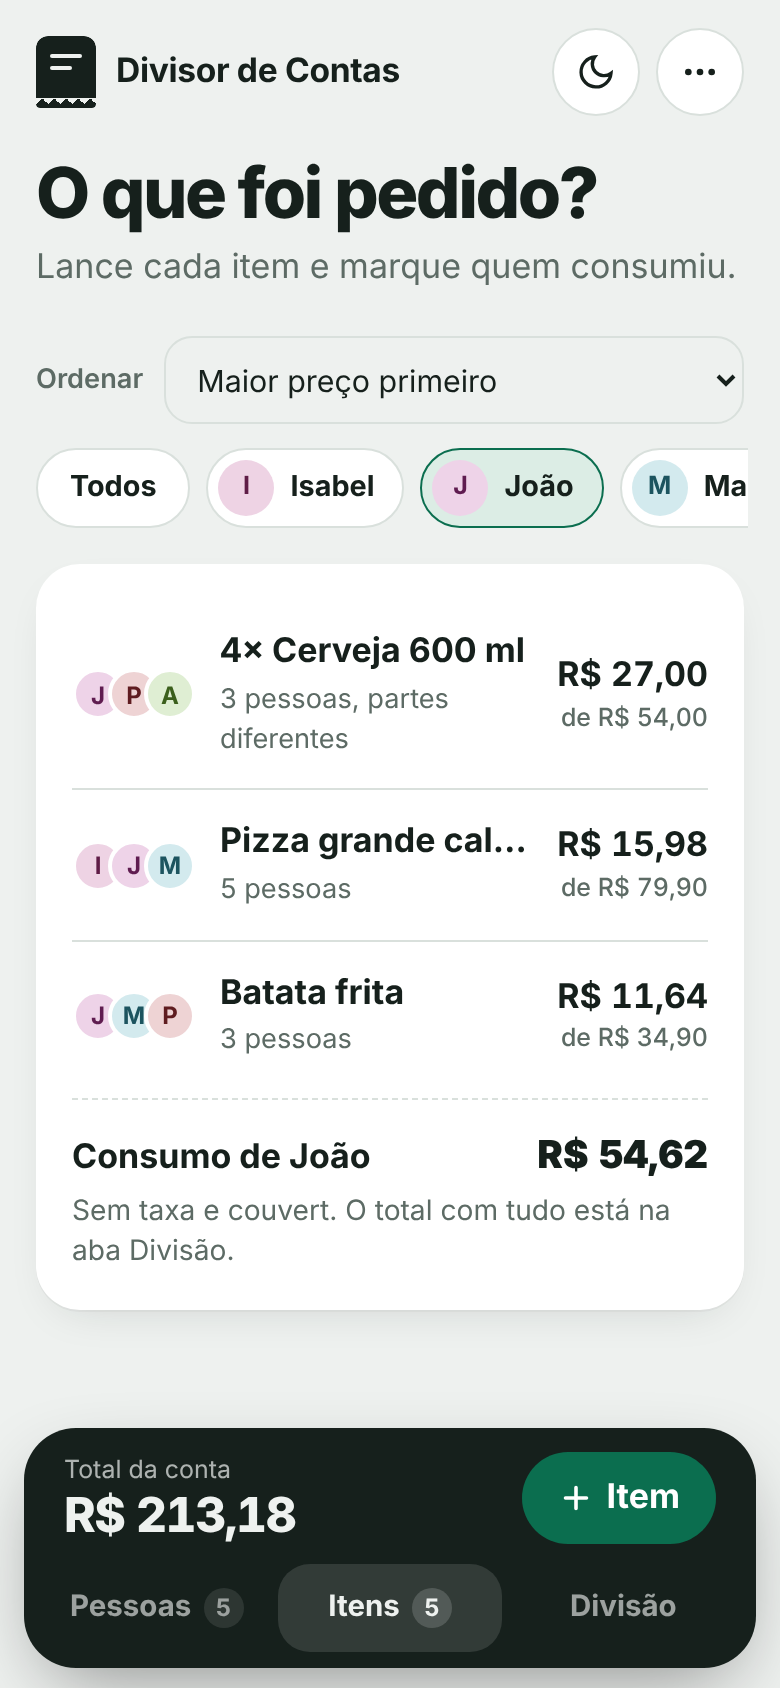 Divisor de Contas
O que foi pedido?
Lance cada item e marque quem consumiu.
Ordenar
Maior preço primeiro
Todos
I Isabel
J João
M Ma
J P A
4× Cerveja 600 ml
3 pessoas, partes
diferentes
R$ 27,00
de R$ 54,00
I J M
Pizza grande cal...
5 pessoas
R$ 15,98
de R$ 79,90
J M P
Batata frita
3 pessoas
R$ 11,64
de R$ 34,90
Consumo de João
R$ 54,62
Sem taxa e couvert. O total com tudo está na
aba Divisão.
Total da conta
R$ 213,18
+ Item
Pessoas 5
Itens 5
Divisão